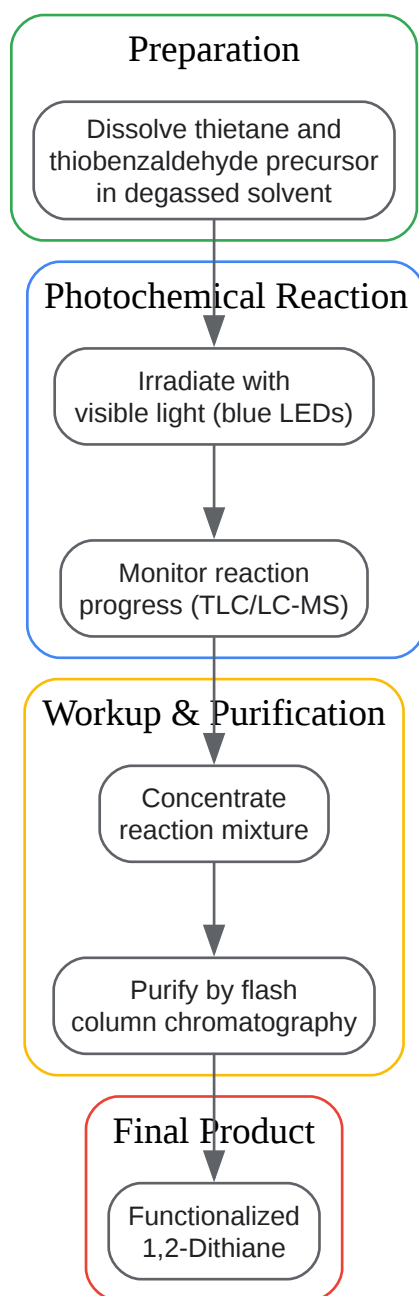 Preparation
Dissolve thietane and
thiobenzaldehyde precursor
in degassed solvent
Photochemical Reaction
Irradiate with
visible light (blue LEDs)
Monitor reaction
progress (TLC/LC-MS)
Workup & Purification
Concentrate
reaction mixture
Purify by flash
column chromatography
Final Product
Functionalized
1,2-Dithiane